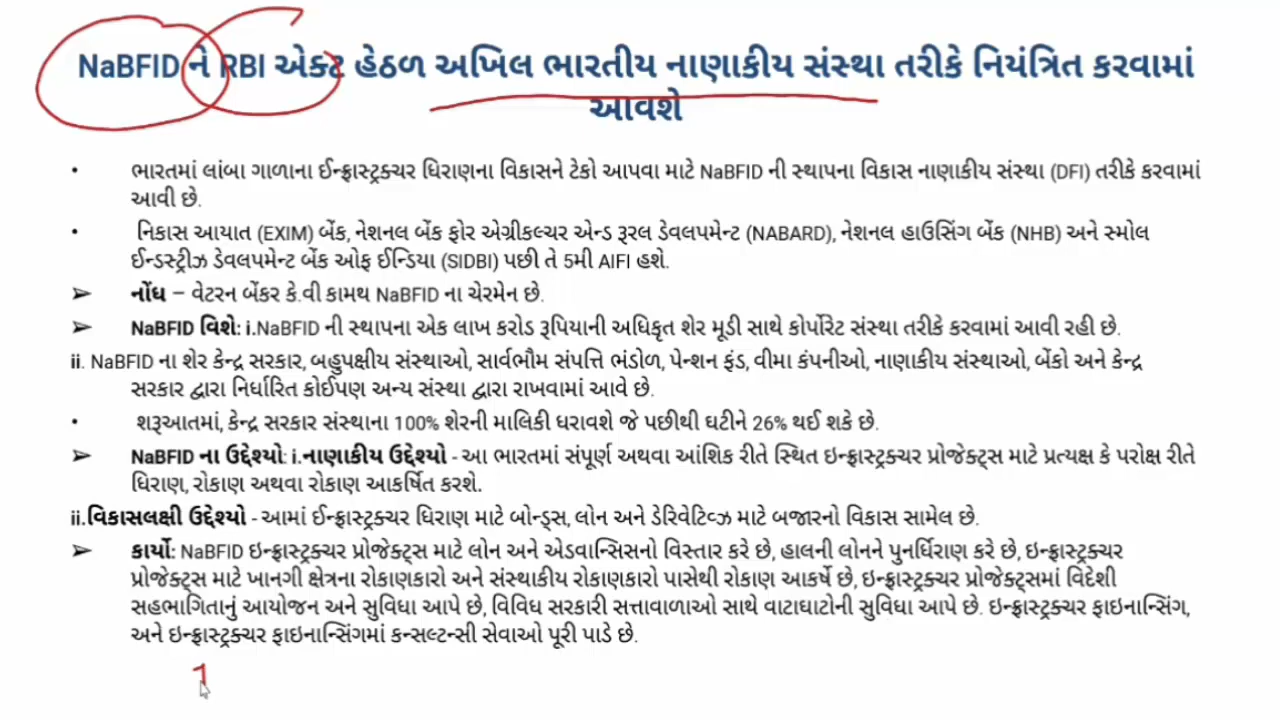 NaBFID ને RBI એક્ટ હેઠળ અખિલ ભારતીય નાણાકીય સંસ્થા તરીકે નિયંત્રિત કરવામાં
આવશે
• ભારતમાં લાંબા ગાળાના ઈન્ફ્રાસ્ટ્રક્ચર ધિરાણના વિકાસને ટેકો આપવા માટે NaBFID ની સ્થાપના વિકાસ નાણાકીય સંસ્થા (DFI) તરીકે કરવામાં
આવી છે.
• નિકાસ આયાત (EXIM) બેંક, નેશનલ બેંક ફોર એગ્રીકલ્ચર એન્ડ રૂરલ ડેવલપમેન્ટ (NABARD), નેશનલ હાઉસિંગ બેંક (NHB) અને સ્મોલ
ઈન્ડસ્ટ્રીઝ ડેવલપમેન્ટ બેંક ઓફ ઈન્ડિયા (SIDBI) પછી તે 5મી AIFI હશે.
➢ નોંધ – વેટરન બેંકર કે.વી કામથ NaBFID ના ચેરમેન છે.
➢ NaBFID વિશે: i.NaBFID ની સ્થાપના એક લાખ કરોડ રૂપિયાની અધિકૃત શેર મૂડી સાથે કોર્પોરેટ સંસ્થા તરીકે કરવામાં આવી રહી છે.
ii. NaBFID ના શેર કેન્દ્ર સરકાર, બહુપક્ષીય સંસ્થાઓ, સાર્વભૌમ સંપત્તિ ભંડોળ, પેન્શન ફંડ, વીમા કંપનીઓ, નાણાકીય સંસ્થાઓ, બેંકો અને કેન્દ્ર
સરકાર દ્વારા નિર્ધારિત કોઈપણ અન્ય સંસ્થા દ્વારા રાખવામાં આવે છે.
• શરૂઆતમાં, કેન્દ્ર સરકાર સંસ્થાના 100% શેરની માલિકી ધરાવશે જે પછીથી ઘટીને 26% થઈ શકે છે.
➢ NaBFID ના ઉદ્દેશ્યો: i.નાણાકીય ઉદ્દેશ્યો - આ ભારતમાં સંપૂર્ણ અથવા આંશિક રીતે સ્થિત ઇન્ફ્રાસ્ટ્રક્ચર પ્રોજેક્ટ્સ માટે પ્રત્યક્ષ કે પરોક્ષ રીતે
ધિરાણ, રોકાણ અથવા રોકાણ આકર્ષિત કરશે.
ii.વિકાસલક્ષી ઉદ્દેશ્યો - આમાં ઈન્ફ્રાસ્ટ્રક્ચર ધિરાણ માટે બોન્ડ્સ, લોન અને ડેરિવેટિવ્ઝ માટે બજારનો વિકાસ સામેલ છે.
➢ કાર્યો: NaBFID ઇન્ફ્રાસ્ટ્રક્ચર પ્રોજેક્ટ્સ માટે લોન અને એડવાન્સિસનો વિસ્તાર કરે છે, હાલની લોનને પુનર્ધિરાણ કરે છે, ઇન્ફ્રાસ્ટ્રક્ચર
પ્રોજેક્ટ્સ માટે ખાનગી ક્ષેત્રના રોકાણકારો અને સંસ્થાકીય રોકાણકારો પાસેથી રોકાણ આકર્ષે છે, ઇન્ફ્રાસ્ટ્રક્ચર પ્રોજેક્ટ્સમાં વિદેશી
સહભાગિતાનું આયોજન અને સુવિધા આપે છે, વિવિધ સરકારી સત્તાવાળાઓ સાથે વાટાઘાટોની સુવિધા આપે છે. ઇન્ફ્રાસ્ટ્રક્ચર ફાઇનાન્સિંગ,
અને ઇન્ફ્રાસ્ટ્રક્ચર ફાઇનાન્સિંગમાં કન્સલ્ટન્સી સેવાઓ પૂરી પાડે છે.